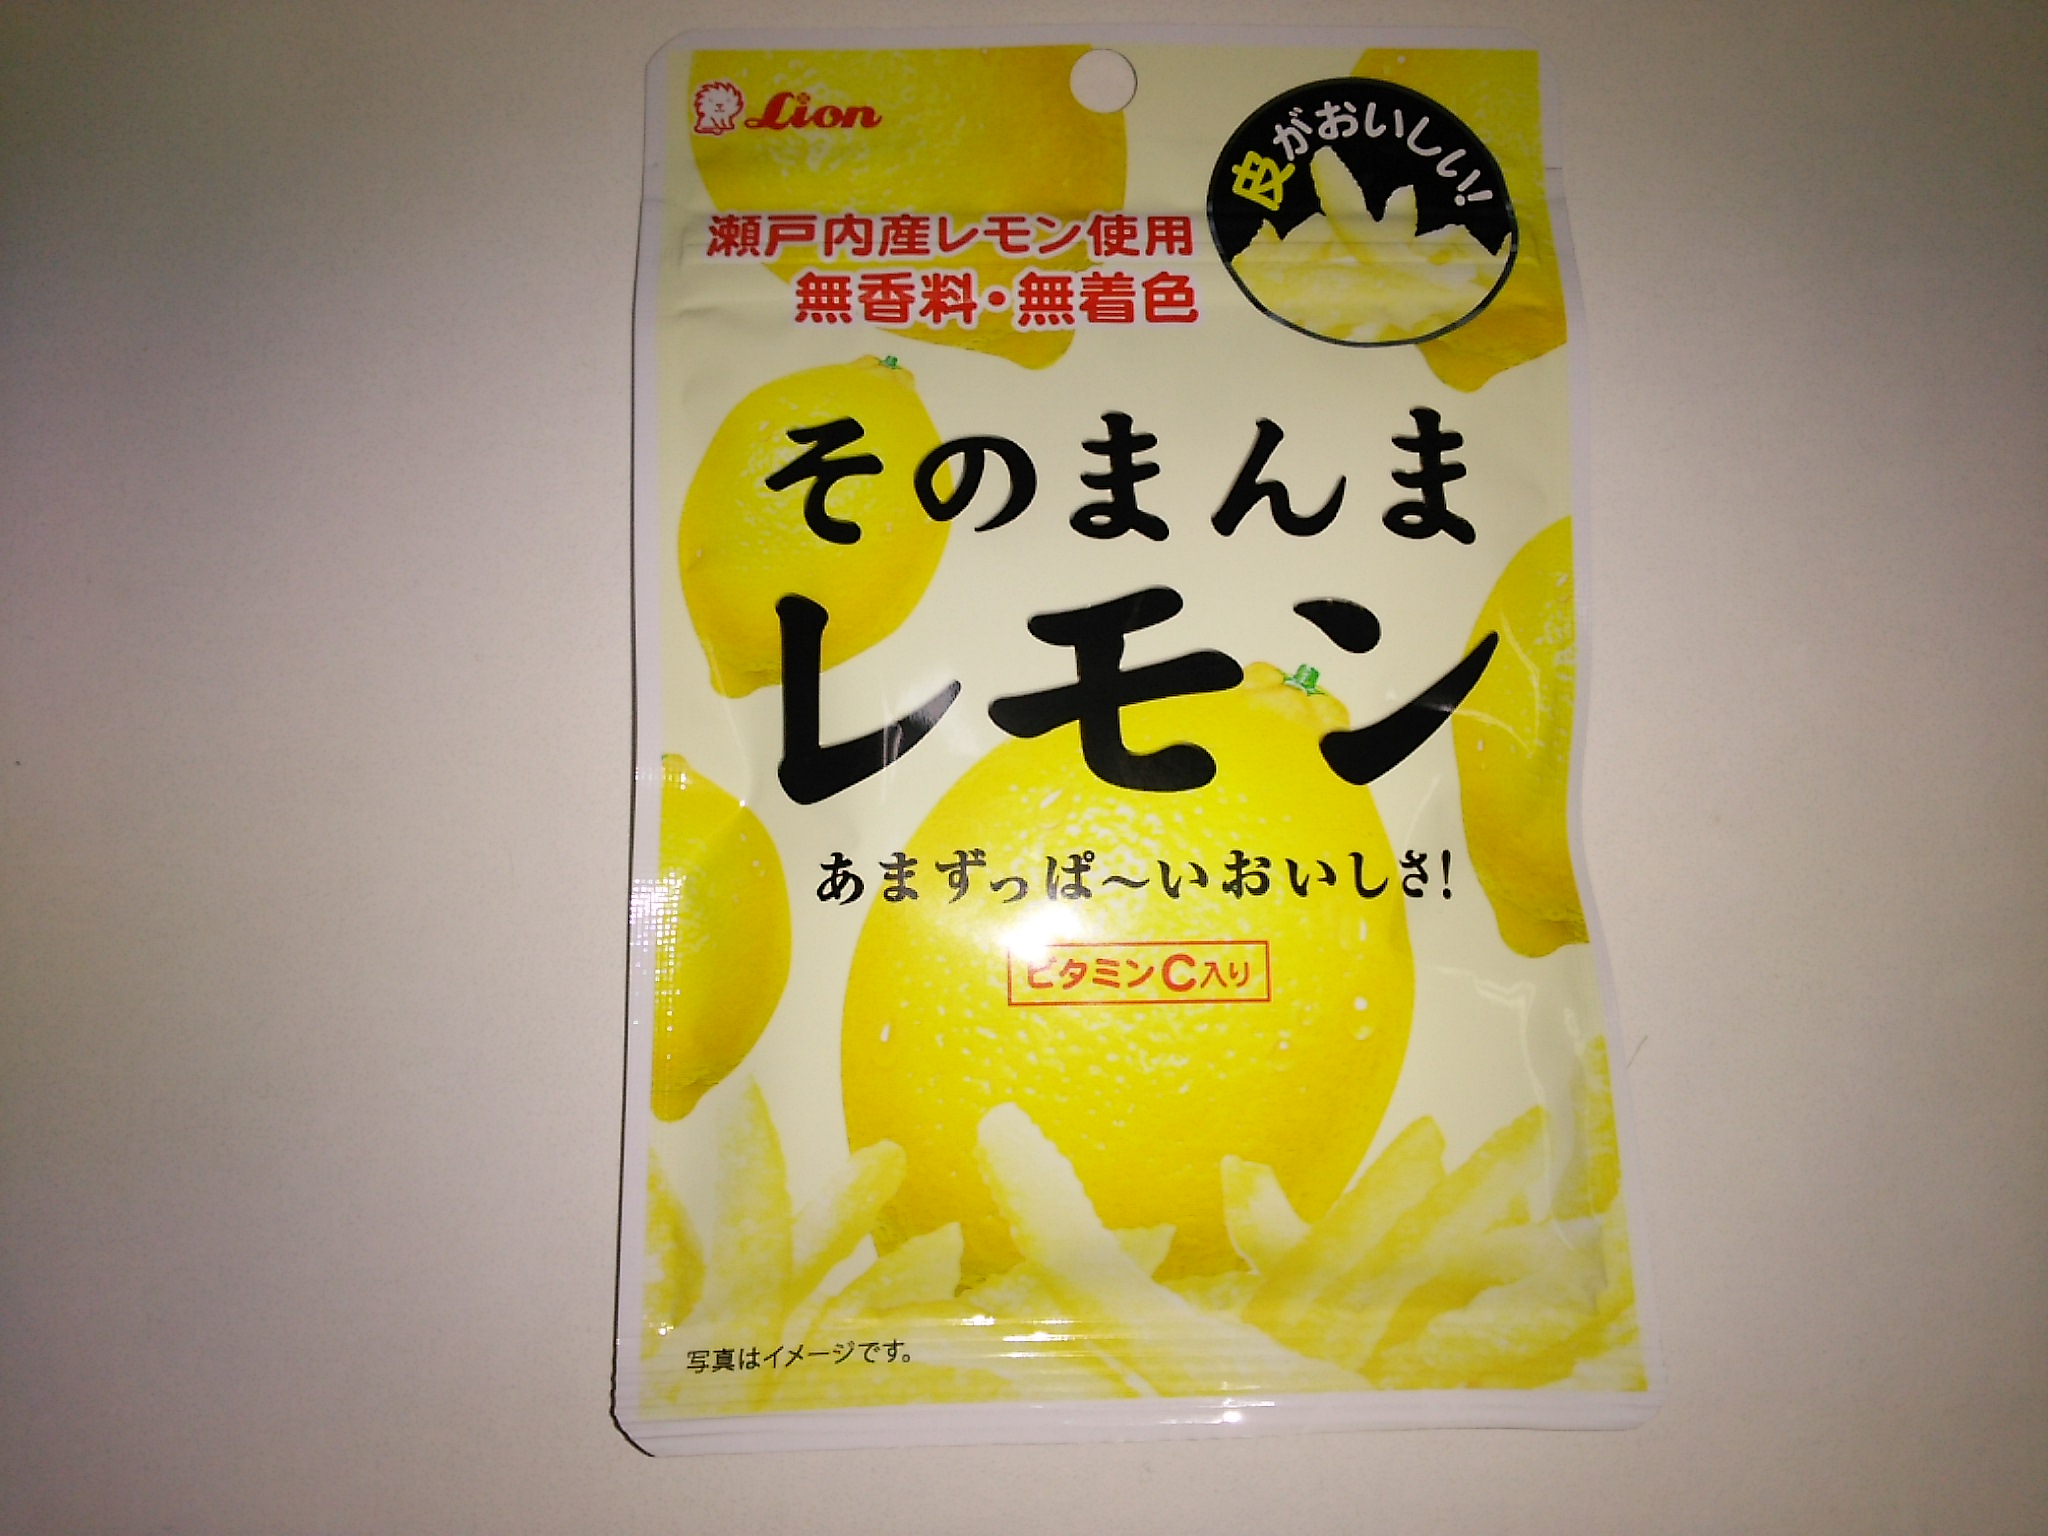 Lion
皮がおいしい!!
瀬戸内産レモン使用
無香料・無着色
そのまんま
レモン
あまずっぱ〜いおいしさ!
ビタミンC入り
写真はイメージです。